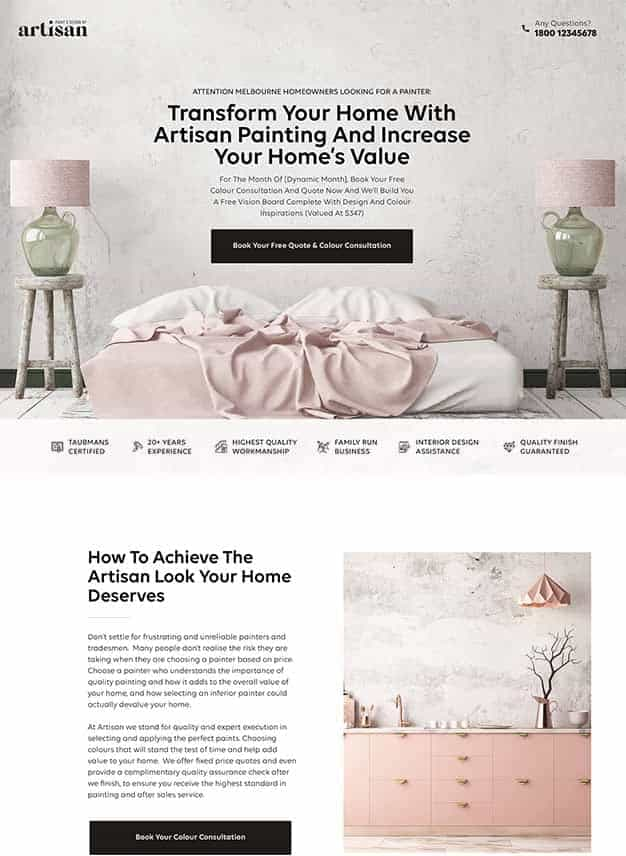 PAINT & DESIGN BY
artisan
Any Questions?
1800 12345678
ATTENTION MELBOURNE HOMEOWNERS LOOKING FOR A PAINTER:
Transform Your Home With
Artisan Painting And Increase
Your Home's Value
For The Month Of [Dynamic Month], Book Your Free
Colour Consultation And Quote Now And We'll Build You
A Free Vision Board Complete With Design And Colour
Inspirations (Valued At $347)
Book Your Free Quote & Colour Consultation
TAUBMANS
CERTIFIED
20+ YEARS
EXPERIENCE
HIGHEST QUALITY
WORKMANSHIP
FAMILY RUN
BUSINESS
INTERIOR DESIGN
ASSISTANCE
QUALITY FINISH
GUARANTEED
How To Achieve The
Artisan Look Your Home
Deserves
Don't settle for frustrating and unreliable painters and
tradesmen. Many people don't realise the risk they are
taking when they are choosing a painter based on price.
Choose a painter who understands the importance of
quality painting and how it adds to the overall value of
your home, and how selecting an inferior painter could
actually devalue your home.
At Artisan we stand for quality and expert execution in
selecting and applying the perfect paints. Choosing
colours that will stand the test of time and help add
value to your home. We offer fixed price quotes and even
provide a complimentary quality assurance check after
we finish, to ensure you receive the highest standard in
painting and after sales service.
Book Your Colour Consultation